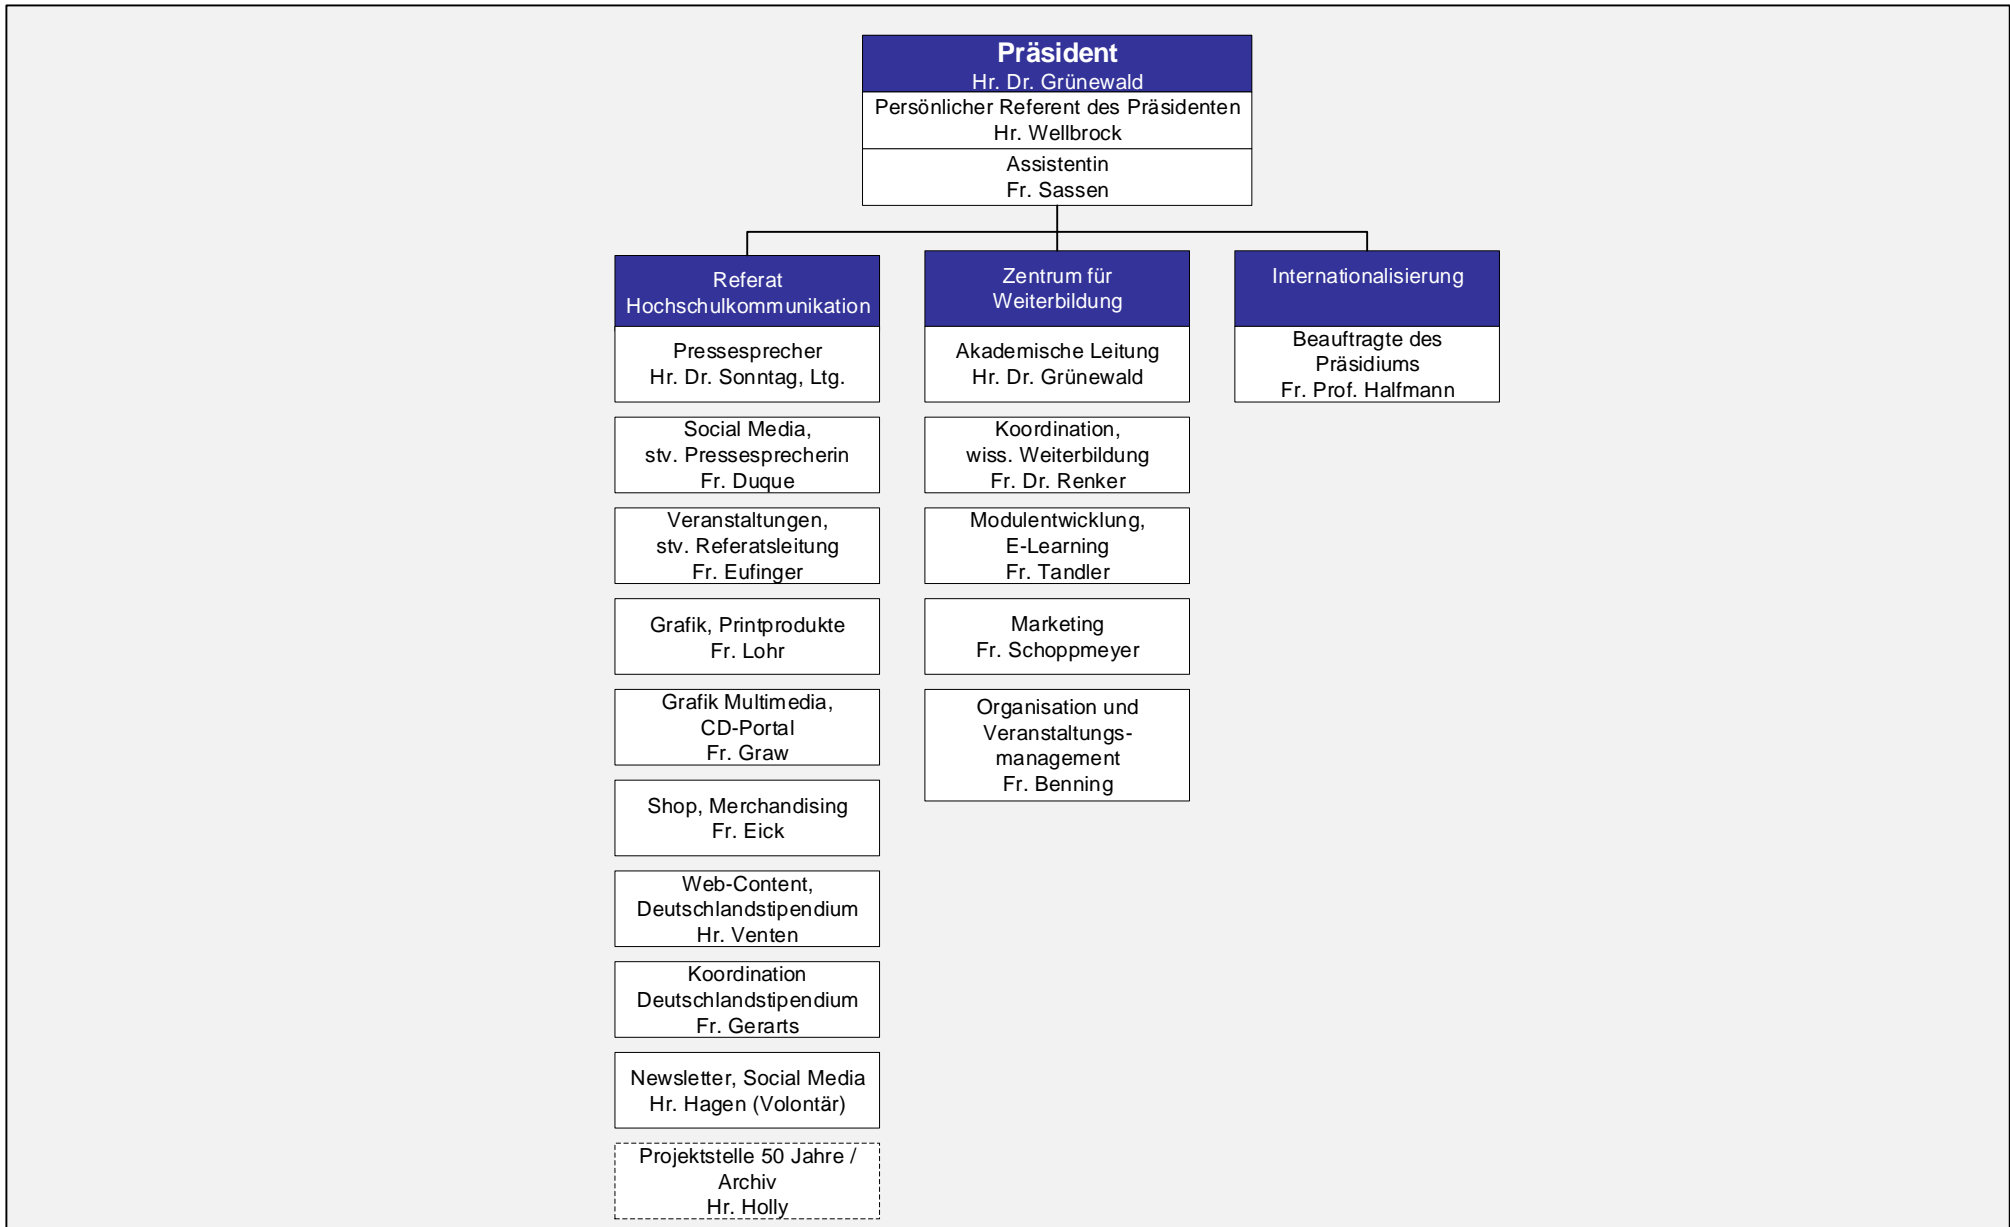 Präsident
Hr. Dr. Grünewald
Persönlicher Referent des Präsidenten
Hr. Wellbrock
Assistentin
Fr. Sassen
Referat
Hochschulkommunikation
Pressesprecher
Hr. Dr. Sonntag, Ltg.
Social Media,
stv. Pressesprecherin
Fr. Duque
Veranstaltungen,
stv. Referatsleitung
Fr. Eufinger
Grafik, Printprodukte
Fr. Lohr
Grafik Multimedia,
CD-Portal
Fr. Graw
Shop, Merchandising
Fr. Eick
Web-Content,
Deutschlandstipendium
Hr. Venten
Koordination
Deutschlandstipendium
Fr. Gerarts
Newsletter, Social Media
Hr. Hagen (Volontär)
Projektstelle 50 Jahre /
Archiv
Hr. Holly
Zentrum für
Weiterbildung
Akademische Leitung
Hr. Dr. Grünewald
Koordination,
wiss. Weiterbildung
Fr. Dr. Renker
Modulentwicklung,
E-Learning
Fr. Tandler
Marketing
Fr. Schoppmeyer
Organisation und
Veranstaltungs-
management
Fr. Benning
Internationalisierung
Beauftragte des
Präsidiums
Fr. Prof. Halfmann